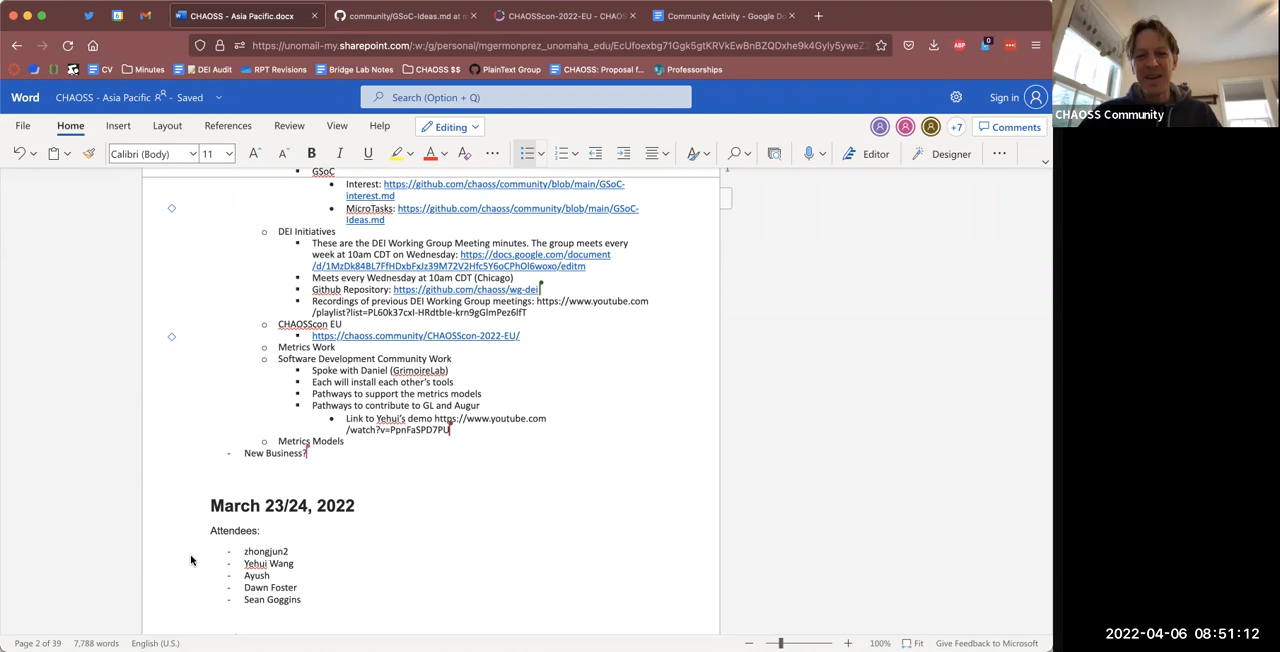 CHAOSS - Asia Pacific.docx
community/GSoC-Ideas.md at m
CHAOSScon-2022-EU - CHAOS
Community Activity - Google Do
https://unomail-my.sharepoint.com/:w:/g/personal/mgermonprez_unomaha_edu/
ABP
0
CV
Minutes
DEI Audit
RPT Revisions
Bridge Lab Notes
CHAOSS $$
PlainText Group
CHAOSS: Proposal f...
Professorships
Word
CHAOSS - Asia Pacific
- Saved
Search (Option + Q)
Sign in
CHAOSS Community
File
Home
Insert
Layout
References
Review
View
Help
Editing
+7
Comments
Calibri (Body)
11
B
I
U
Editor
Designer
GSoC
Interest: https://github.com/chaoss/community/blob/main/GSoC-
interest.md
MicroTasks: https://github.com/chaoss/community/blob/main/GSoC-
Ideas.md
DEI Initiatives
These are the DEI Working Group Meeting minutes. The group meets every
week at 10am CDT on Wednesday: https://docs.google.com/document
/d/1MzDk84BL7FfHDxbFxJz39M72V2Hfc5Y6oCPhOl6woxo/editm
Meets every Wednesday at 10am CDT (Chicago)
Github Repository: https://github.com/chaoss/wg-dei
Recordings of previous DEI Working Group meetings: https://www.youtube.com
/playlist?list=PL60k37cxI-HRdtbIe-krn9gGlmPez6lfT
CHAOSScon EU
https://chaoss.community/CHAOSScon-2022-EU/
Metrics Work
Software Development Community Work
Spoke with Daniel (GrimoireLab)
Each will install each other's tools
Pathways to support the metrics models
Pathways to contribute to GL and Augur
Link to Yehui's demo https://www.youtube.com
/watch?v=PpnFaSPD7PU
Metrics Models
- New Business?
March 23/24, 2022
Attendees:
- zhongjun2
- Yehui Wang
- Ayush
- Dawn Foster
- Sean Goggins
Page 2 of 39
7,788 words
English (U.S.)
100%
Fit
Give Feedback to Microsoft
2022-04-06 08:51:12